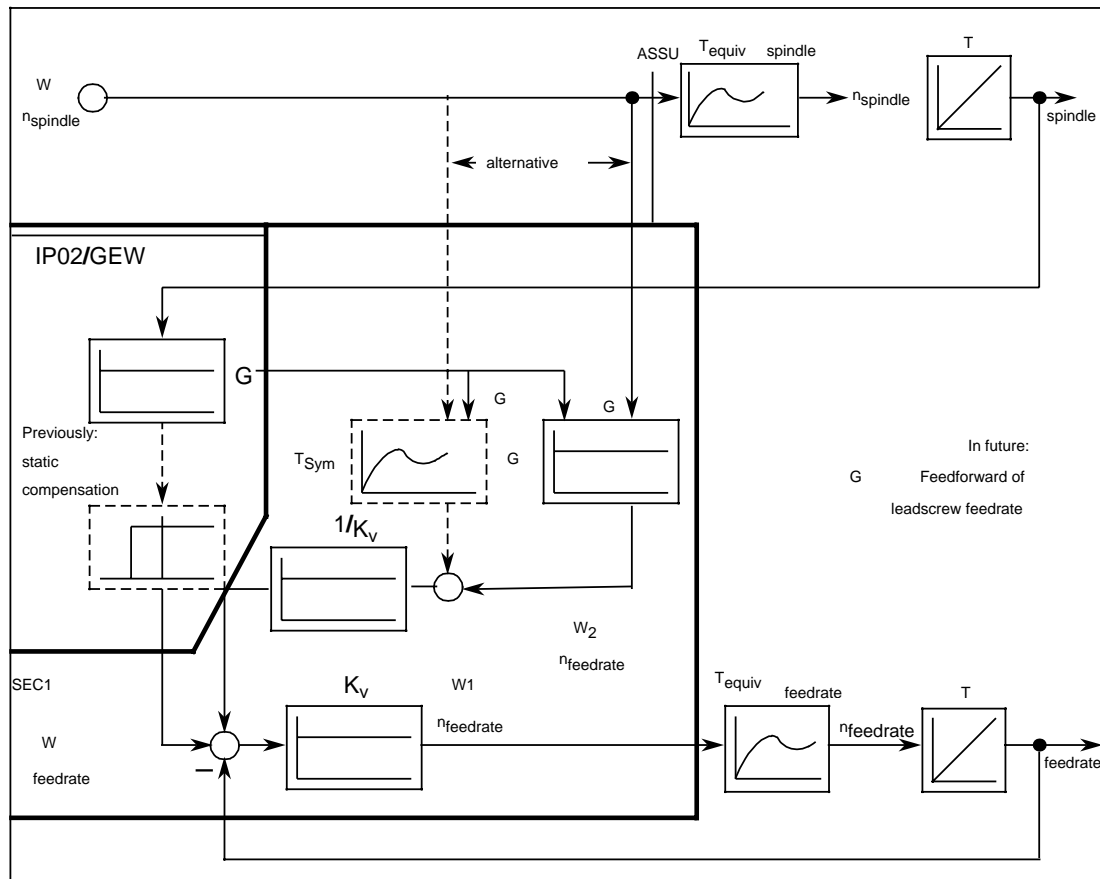 T
Tequiv spindle
ASSU
W
nspindle
nspindle
spindle
alternative
IP02/GEW
G
G
G
Previously:
static
compensation
TSym
G
In future:
G Feedforward of
leadscrew feedrate
1/Kv
W2
nfeedrate
SEC1
Kv
W1
nfeedrate
Tequiv feedrate
T
nfeedrate
W
feedrate
–
feedrate